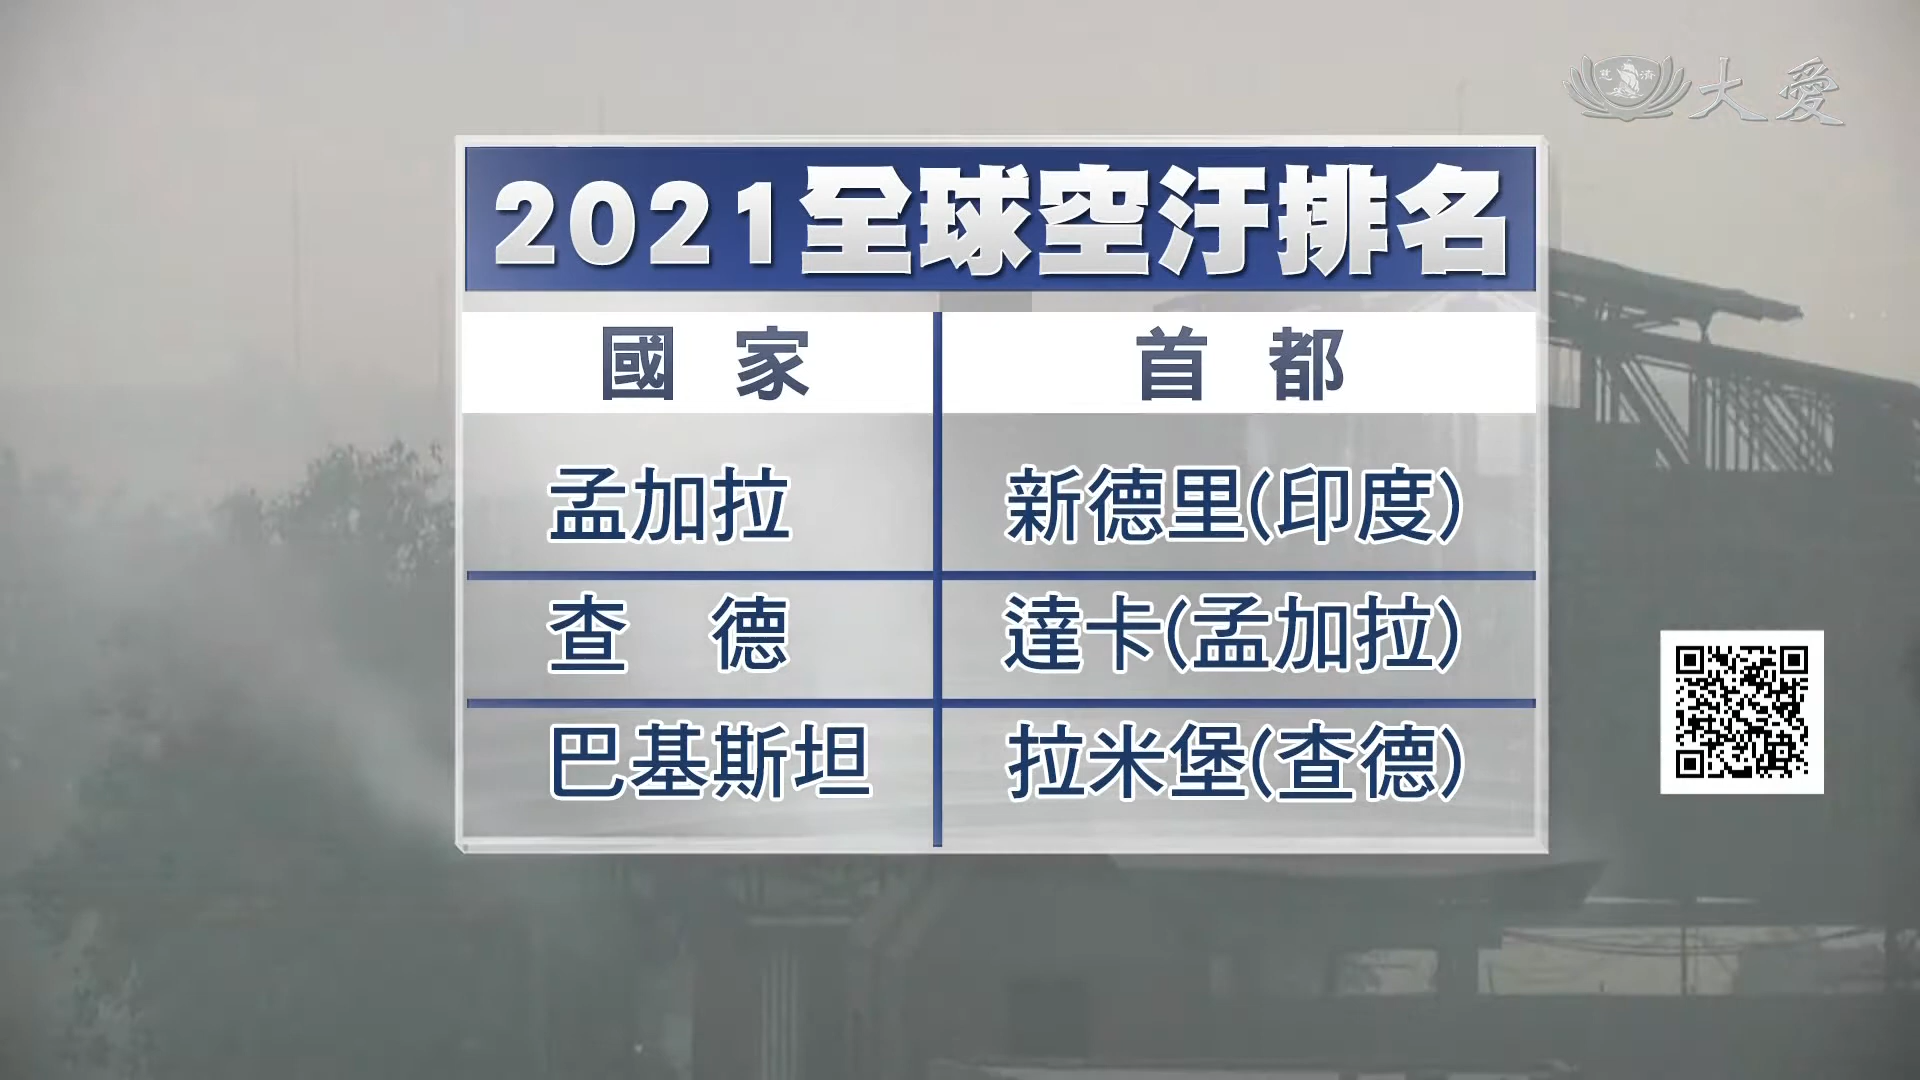 慈濟
大愛
2021全球空汙排名
國家 首都
孟加拉 新德里(印度)
查德 達卡(孟加拉)
巴基斯坦 拉米堡(查德)